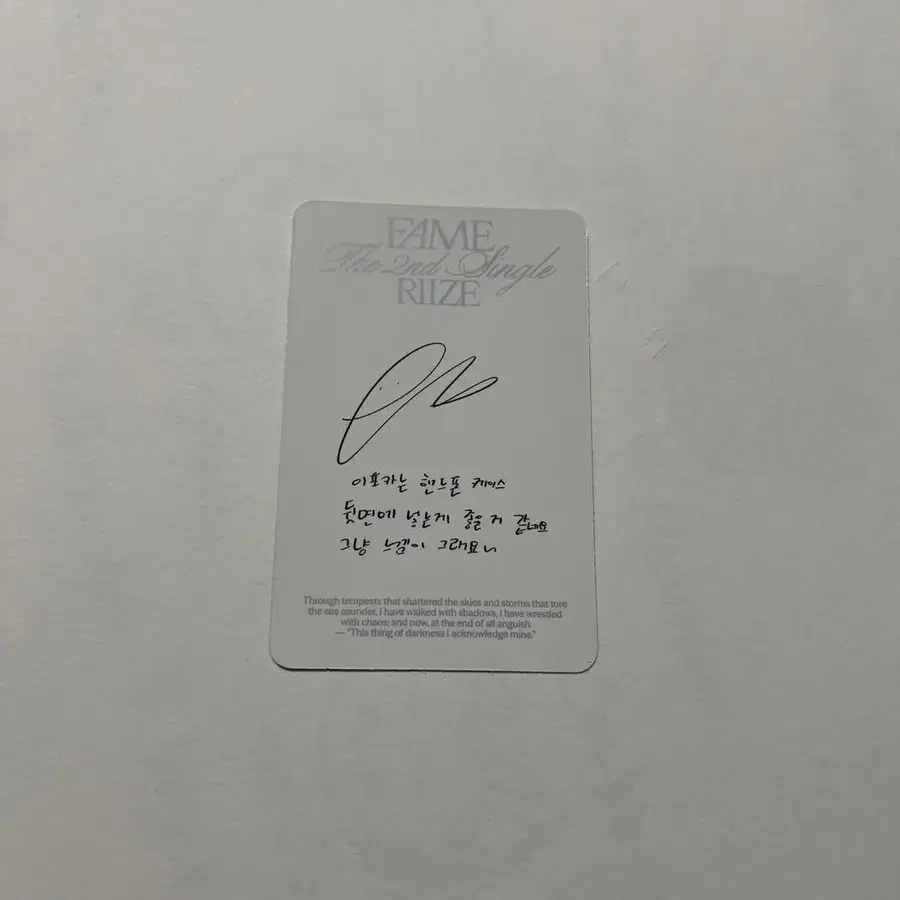 FAME
The 2nd Single
RIIZE
이포카는 핸드폰 케이스
뒷면에 넣는게 좋을 거 같네요
그냥 느낌이 그래요
Through tempests that shattered the skies and storms that tore
the sea asunder, I have walked with shadows, I have wrestled
with chaos; and now, at the end of all anguish
— "This thing of darkness I acknowledge mine."